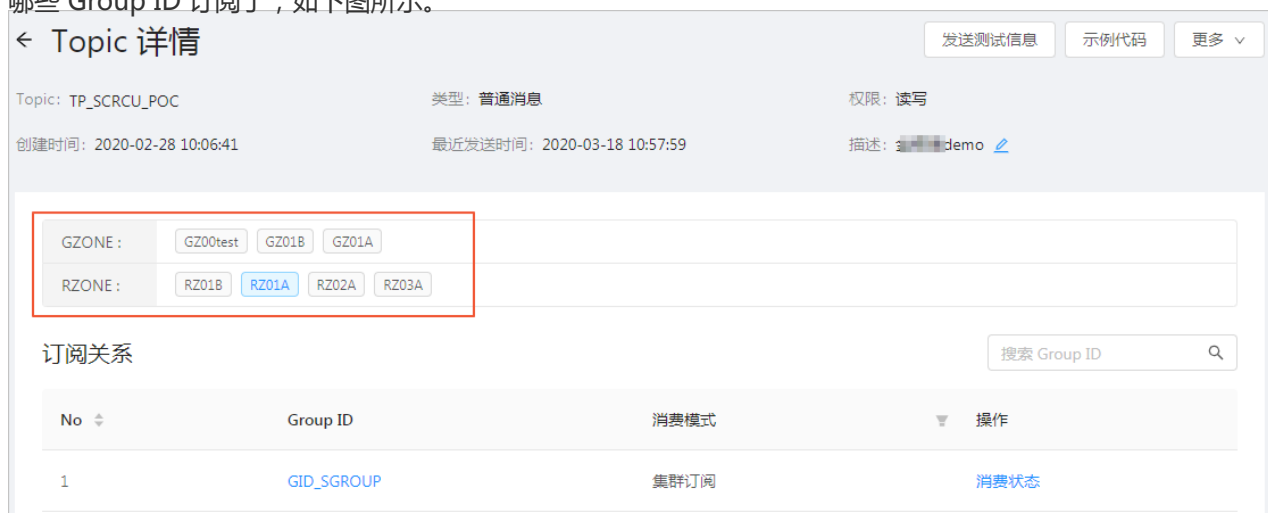 哪些 Group ID 订阅了，如下图所示。
← Topic 详情 发送测试信息 示例代码 更多
Topic: TP_SCRCU_POC 类型: 普通消息 权限: 读写
创建时间: 2020-02-28 10:06:41 最近发送时间: 2020-03-18 10:57:59 描述: demo
GZONE : GZ00test GZ01B GZ01A
RZONE : RZ01B RZ01A RZ02A RZ03A
订阅关系 搜索 Group ID
No Group ID 消费模式 操作
1 GID_SGROUP 集群订阅 消费状态